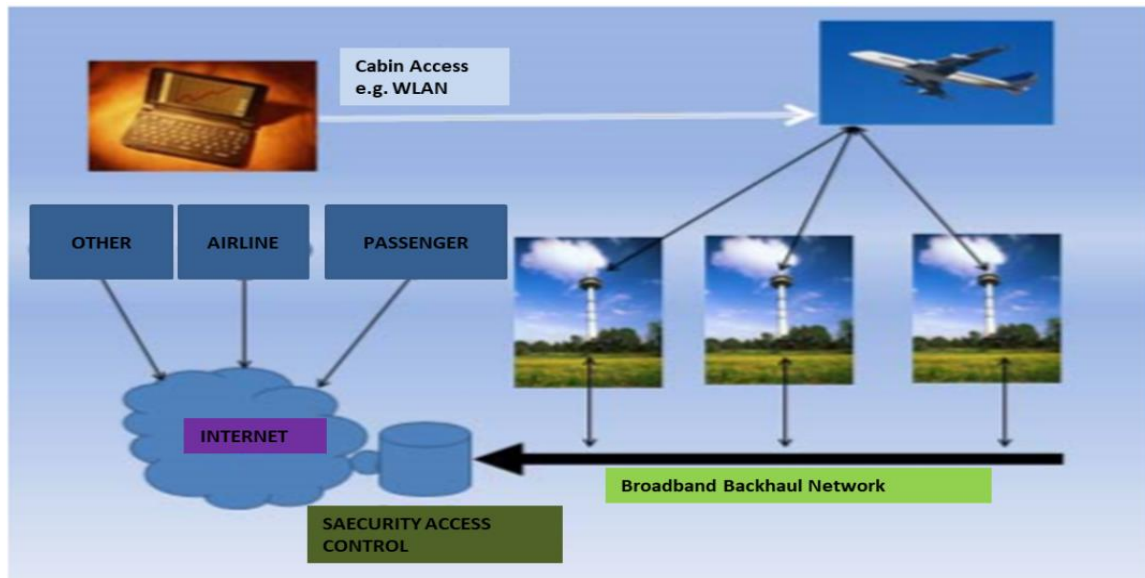 Cabin Access
e.g. WLAN
OTHER
AIRLINE
PASSENGER
INTERNET
Broadband Backhaul Network
SAECURITY ACCESS
CONTROL